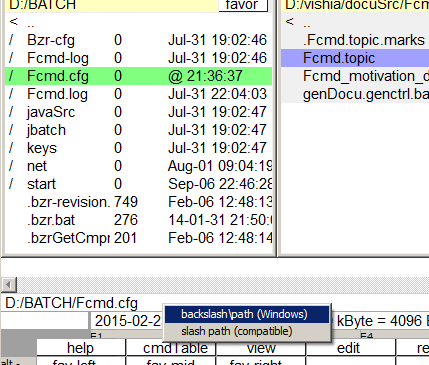 D:/BATCH favor D:/vishia/docuSrc/Fcm
< .. < ..
/ Bzr-cfg 0 Jul-31 19:02:46 .Fcmd.topic.marks
/ Fcmd-log 0 Jul-31 19:02:46 Fcmd.topic
/ Fcmd.cfg 0 @ 21:36:37 Fcmd_motivation_d
/ Fcmd.log 0 Jul-31 22:04:03 genDocu.genctrl.ba
/ javaSrc 0 Jul-31 19:02:47
/ jbatch 0 Jul-31 19:02:47
/ keys 0 Jul-31 19:02:47
/ net 0 Aug-01 09:04:19
/ start 0 Sep-06 22:46:28
.bzr-revision. 749 Feb-06 12:48:13
.bzr.bat 276 14-01-31 21:50:0
.bzrGetCmpr 201 Feb-06 12:48:13
D:/BATCH/Fcmd.cfg
backslash\path (Windows)
2015-02-2 kByte = 4096 B
slash path (compatible)
F1 F4
help cmdTable view edit re
alt fav-left fav-mid fav-right